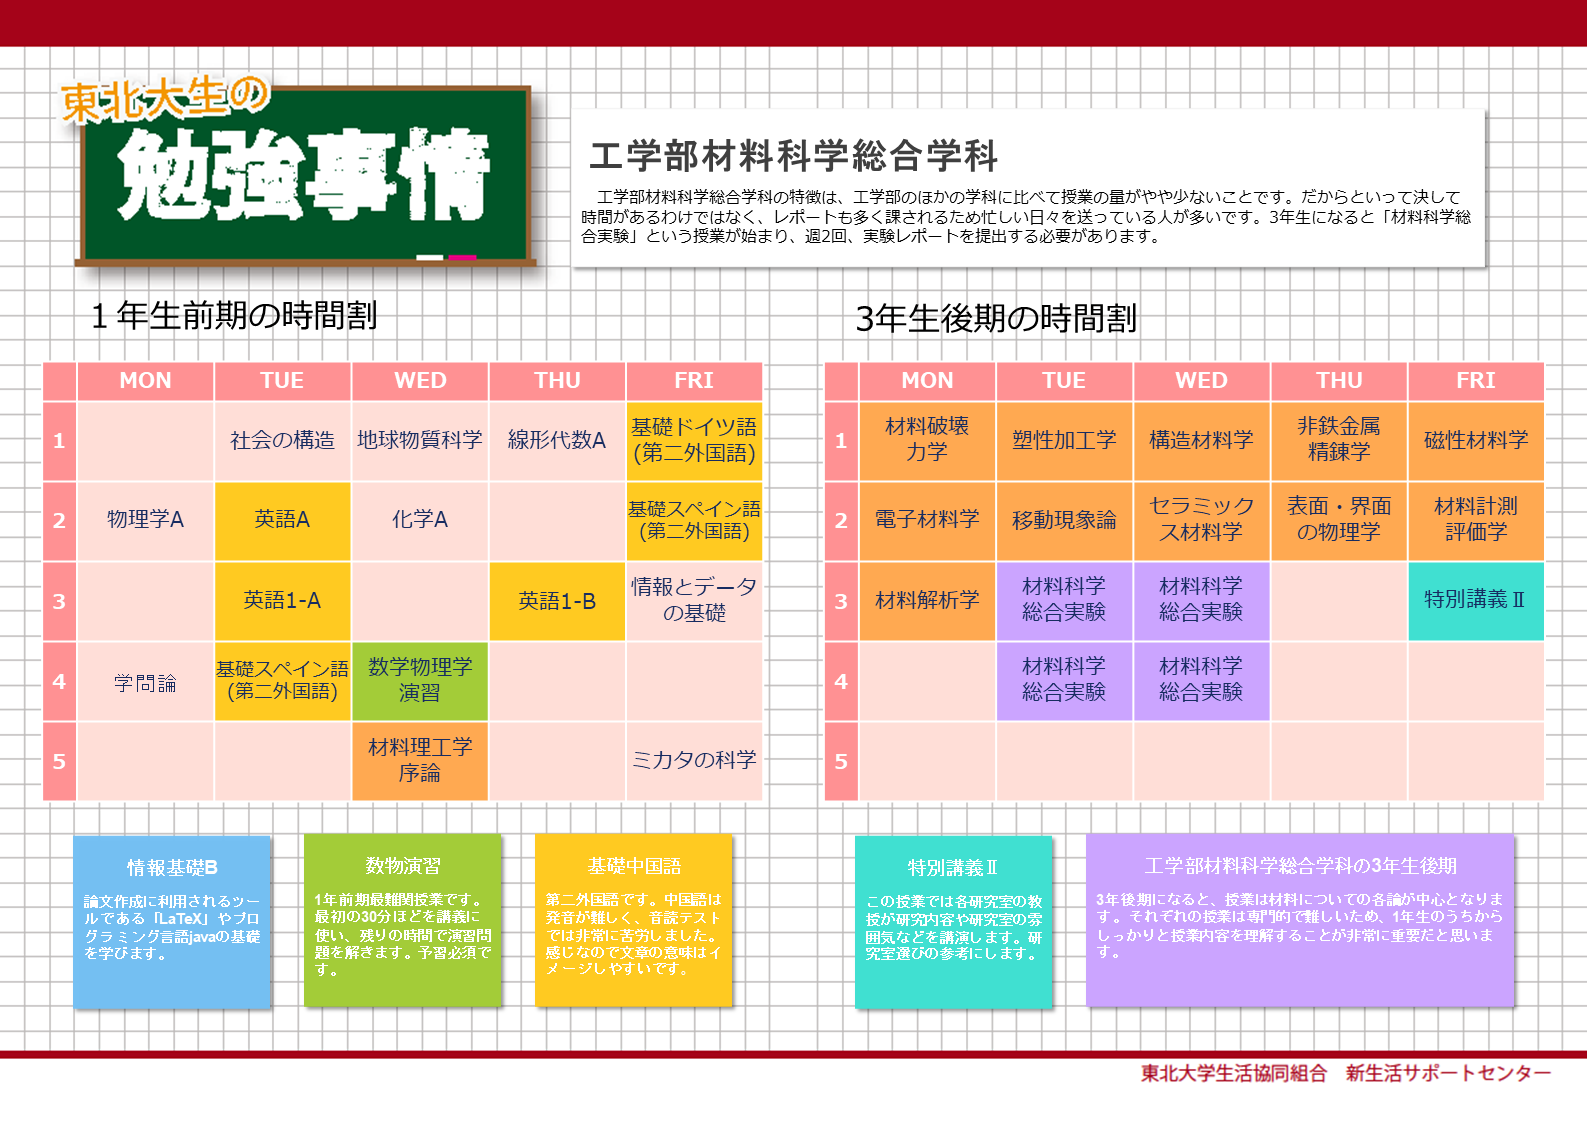 東北大生の
勉強事情
工学部材料科学総合学科
工学部材料科学総合学科の特徴は、工学部のほかの学科に比べて授業の量がやや少ないことです。だからといって決して
時間があるわけではなく、レポートも多く課されるため忙しい日々を送っている人が多いです。3年生になると「材料科学総
合実験」という授業が始まり、週2回、実験レポートを提出する必要があります。
１年生前期の時間割
MON TUE WED THU FRI
1 社会の構造 地球物質科学 線形代数A 基礎ドイツ語
(第二外国語)
2 物理学A 英語A 化学A 基礎スペイン語
(第二外国語)
3 英語1-A 英語1-B 情報とデータ
の基礎
4 学問論 基礎スペイン語 数学物理学
(第二外国語) 演習
5 材料理工学 ミカタの科学
序論
3年生後期の時間割
MON TUE WED THU FRI
1 材料破壊 塑性加工学 構造材料学 非鉄金属 磁性材料学
力学 精錬学
2 電子材料学 移動現象論 セラミック 表面・界面 材料計測
ス材料学 の物理学 評価学
3 材料解析学 材料科学 材料科学 特別講義Ⅱ
総合実験 総合実験
4 材料科学 材料科学
総合実験 総合実験
5
情報基礎B
論文作成に利用されるツー
ルである「LaTeX」やプロ
グラミング言語javaの基礎
を学びます。
数物演習
1年前期最難関授業です。
最初の30分ほどを講義に
使い、残りの時間で演習問
題を解きます。予習必須で
す。
基礎中国語
第二外国語です。中国語は
発音が難しく、音読テスト
では非常に苦労しました。
感じなので文章の意味はイ
メージしやすいです。
特別講義Ⅱ
この授業では各研究室の教
授が研究内容や研究室の雰
囲気などを講演します。研
究室選びの参考にします。
工学部材料科学総合学科の3年生後期
3年後期になると、授業は材料についての各論が中心となりま
す。それぞれの授業は専門的で難しいため、1年生のうちから
しっかりと授業内容を理解することが非常に重要だと思いま
す。
東北大学生活協同組合　新生活サポートセンター